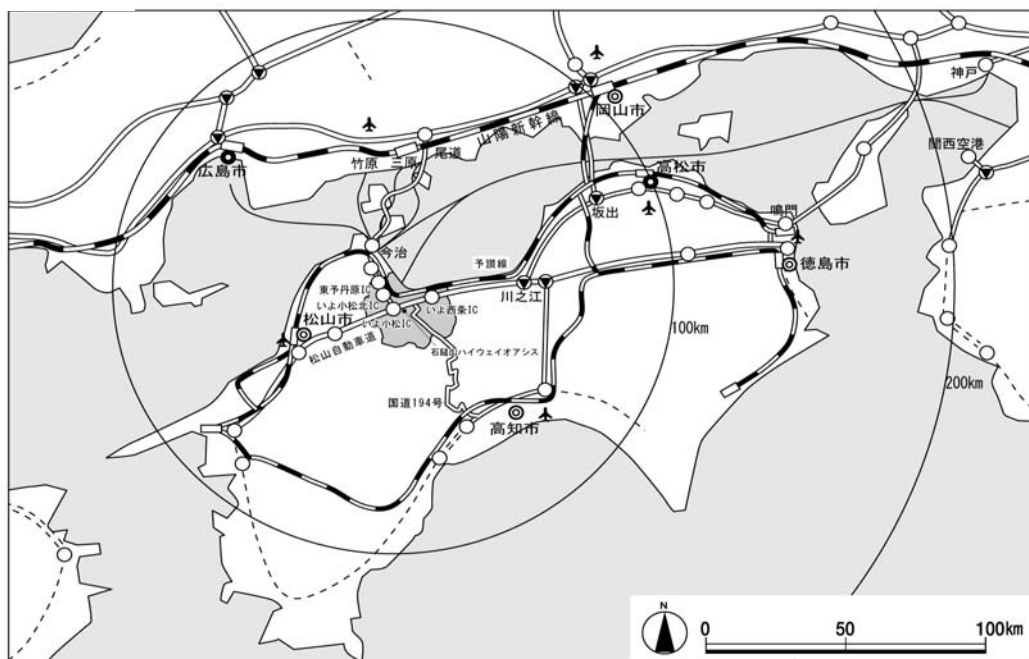 神戸
岡山市
山陽新幹線
尾道
竹原
三原
広島市
関西空港
高松市
坂出
鳴門
今治
予讃線
徳島市
東予丹原IC
いよ小松北IC
いよ西条IC
川之江
いよ小松IC
松山市
松山自動車道
石鎚山ハイウェイオアシス
100km
200km
国道194号
高知市
N
0
50
100km